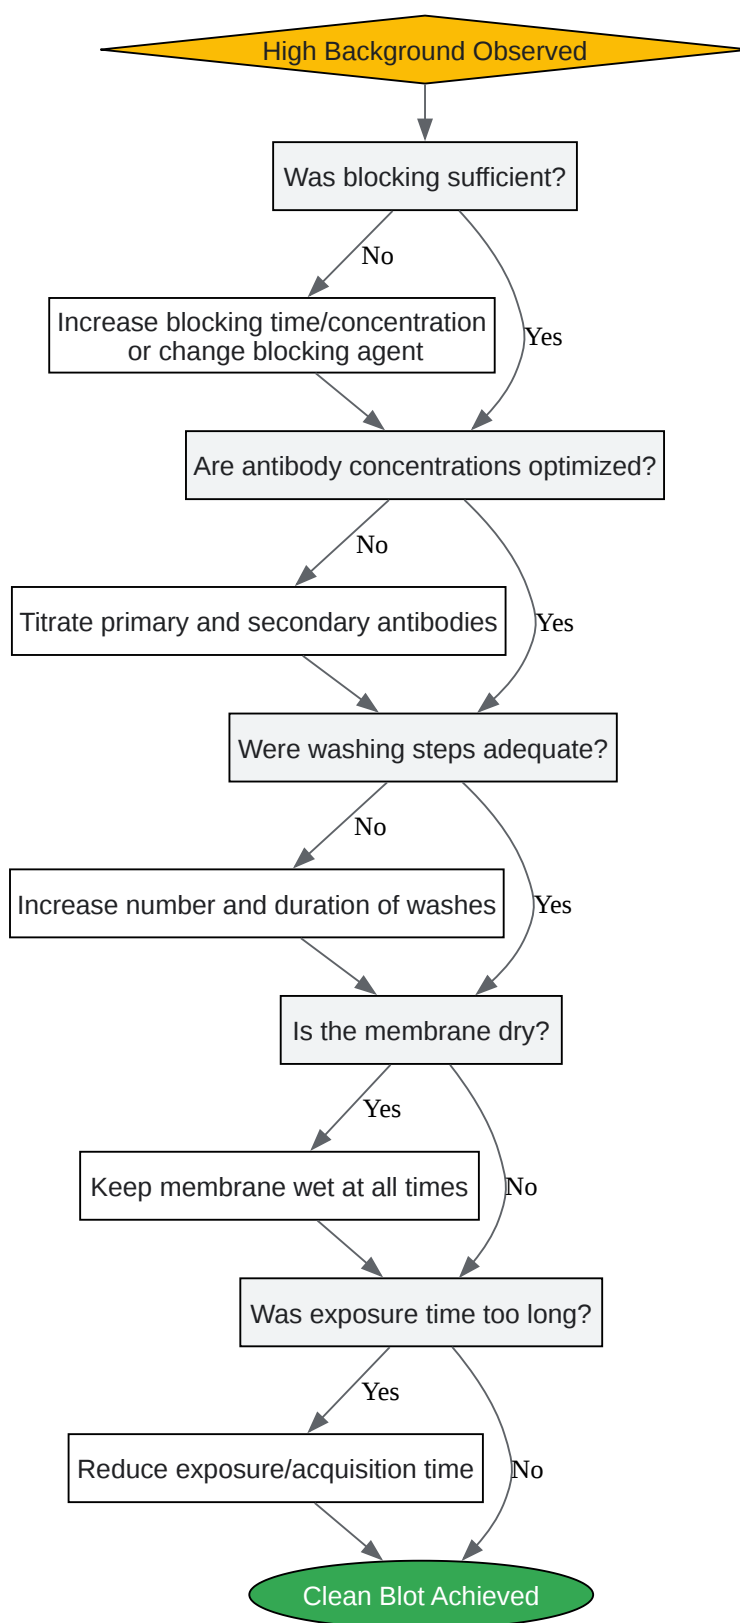 High Background Observed
Was blocking sufficient?
No
Increase blocking time/concentration
or change blocking agent
Yes
Are antibody concentrations optimized?
No
Titrate primary and secondary antibodies
Yes
Were washing steps adequate?
No
Increase number and duration of washes
Yes
Is the membrane dry?
Yes
Keep membrane wet at all times
No
Was exposure time too long?
Yes
Reduce exposure/acquisition time
No
Clean Blot Achieved